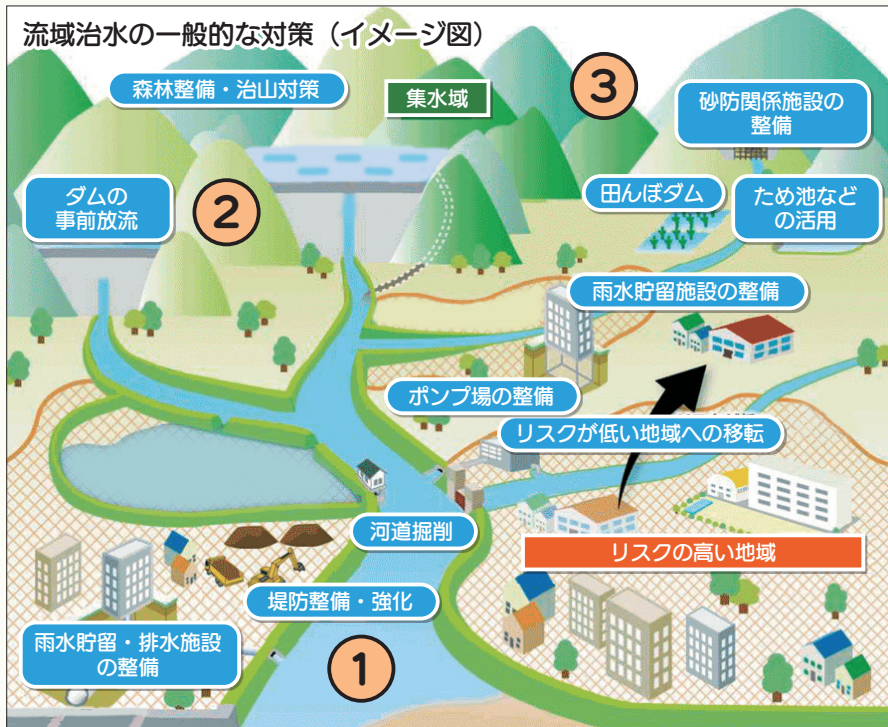 流域治水の一般的な対策（イメージ図）
森林整備・治山対策
集水域
3
砂防関係施設の
整備
ダムの
事前放流
2
田んぼダム
ため池など
の活用
雨水貯留施設の整備
ポンプ場の整備
リスクが低い地域への移転
河道掘削
リスクの高い地域
堤防整備・強化
雨水貯留・排水施設
の整備
1